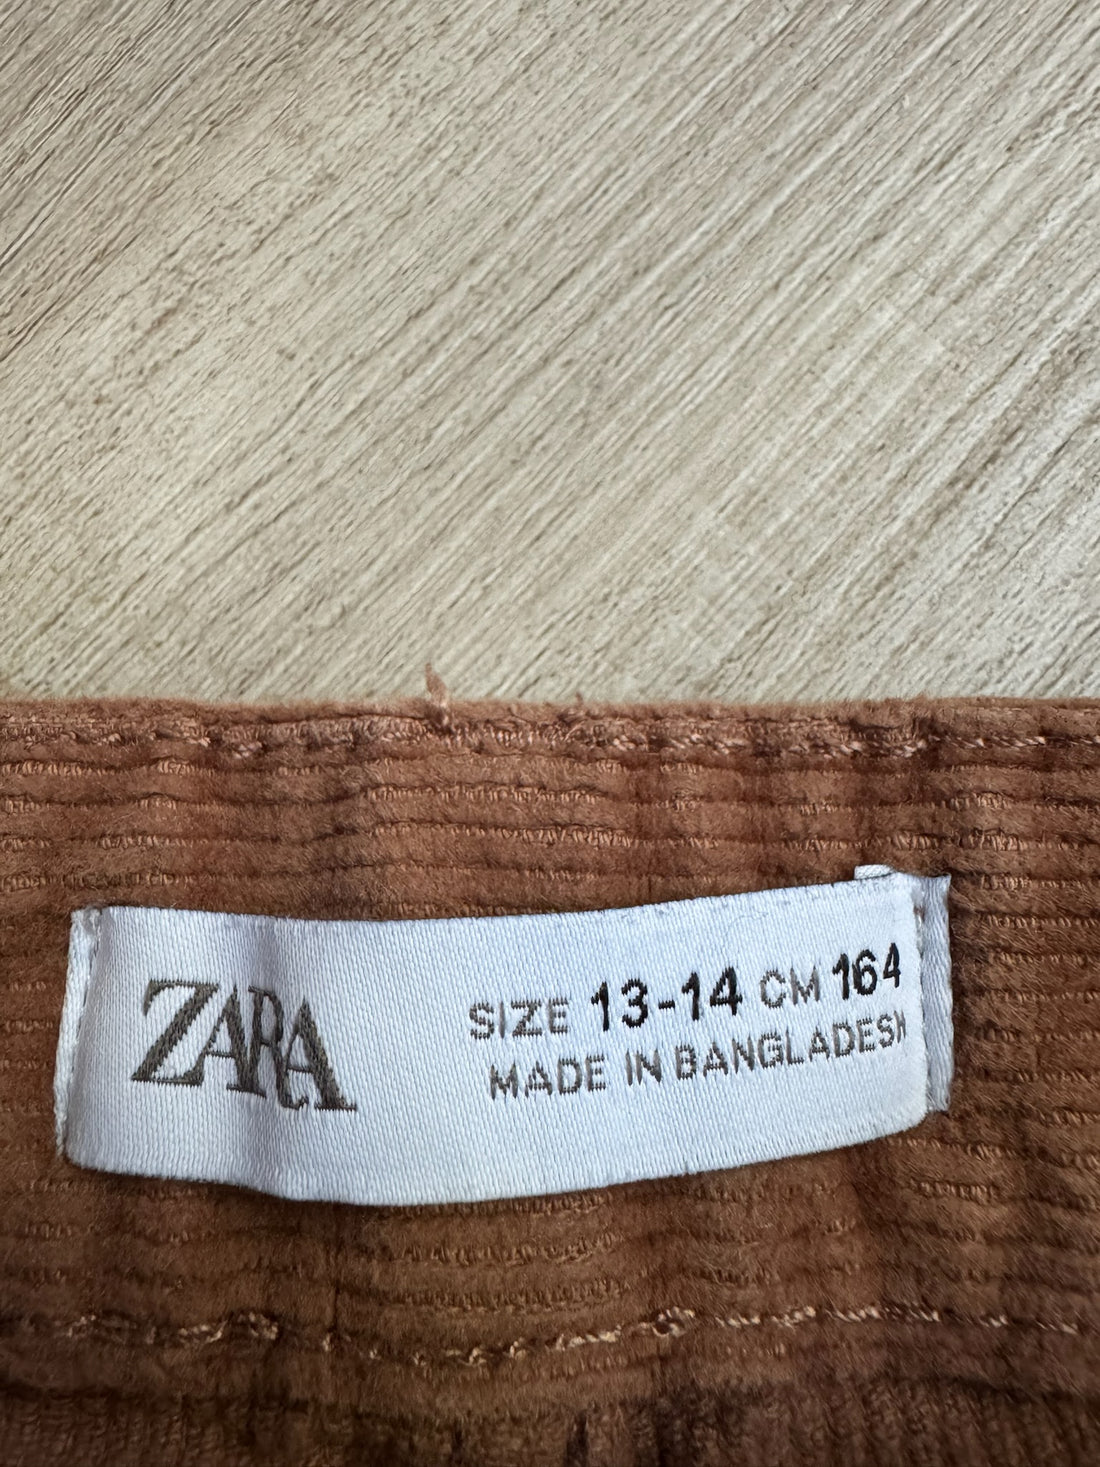 ZARA
SIZE 13-14 CM 164
MADE IN BANGLADESH